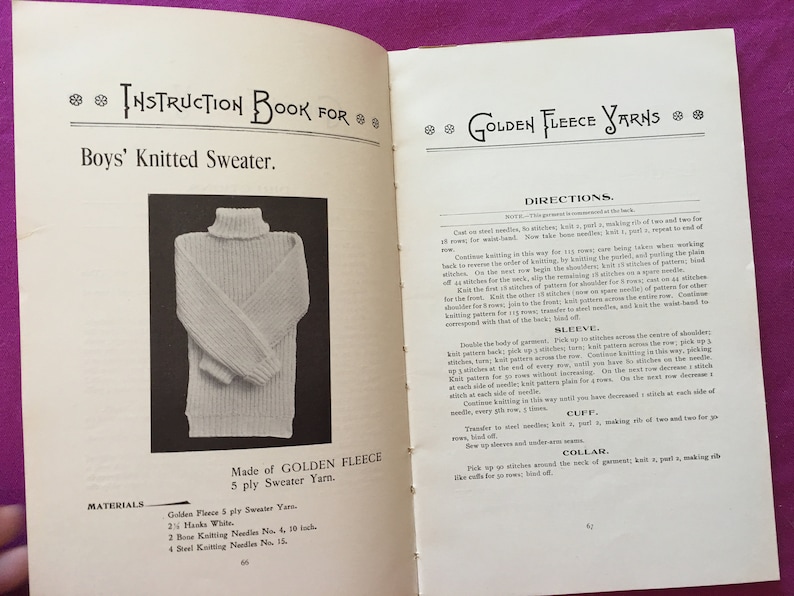 INSTRUCTION BOOK FOR
Boys' Knitted Sweater.
Made of GOLDEN FLEECE
5 ply Sweater Yarn.
MATERIALS
Golden Fleece 5 ply Sweater Yarn.
2½ Hanks White.
2 Bone Knitting Needles No. 4, 10 inch.
4 Steel Knitting Needles No. 15.
66
GOLDEN FLEECE YARNS
DIRECTIONS.
NOTE.—This garment is commenced at the back.
Cast on steel needles, 80 stitches; knit 2, purl 2, making rib of two and two for
18 rows; for waist-band. Now take bone needles; knit 1, purl 2, repeat to end of
row.
Continue knitting in this way for 115 rows; care being taken when working
back to reverse the order of knitting, by knitting the purled, and purling the plain
stitches. On the next row begin the shoulders; knit 18 stitches of pattern; bind
off 44 stitches for the neck, slip the remaining 18 stitches on a spare needle.
Knit the first 18 stitches of pattern for shoulder for 8 rows; cast on 44 stitches
for the front. Knit the other 18 stitches (now on spare needle) of pattern for other
shoulder for 8 rows; join to the front; knit pattern across the entire row. Continue
knitting pattern for 115 rows; transfer to steel needles, and knit the waist-band to
correspond with that of the back; bind off.
SLEEVE.
Double the body of garment. Pick up 10 stitches across the centre of shoulder;
knit pattern back; pick up 3 stitches; turn; knit pattern across the row; pick up 3
stitches, turn; knit pattern across the row. Continue knitting in this way, picking
up 3 stitches at the end of every row, until you have 80 stitches on the needle.
Knit pattern for 50 rows without increasing. On the next row decrease 1 stitch
at each side of needle; knit pattern plain for 4 rows. On the next row decrease 1
stitch at each side of needle.
Continue knitting in this way until you have decreased 1 stitch at each side of
needle, every 5th row, 5 times.
CUFF.
Transfer to steel needles; knit 2, purl 2, making rib of two and two for 30
rows, bind off.
Sew up sleeves and under-arm seams.
COLLAR.
Pick up 90 stitches around the neck of garment; knit 2, purl 2, making rib
like cuffs for 50 rows; bind off.
67